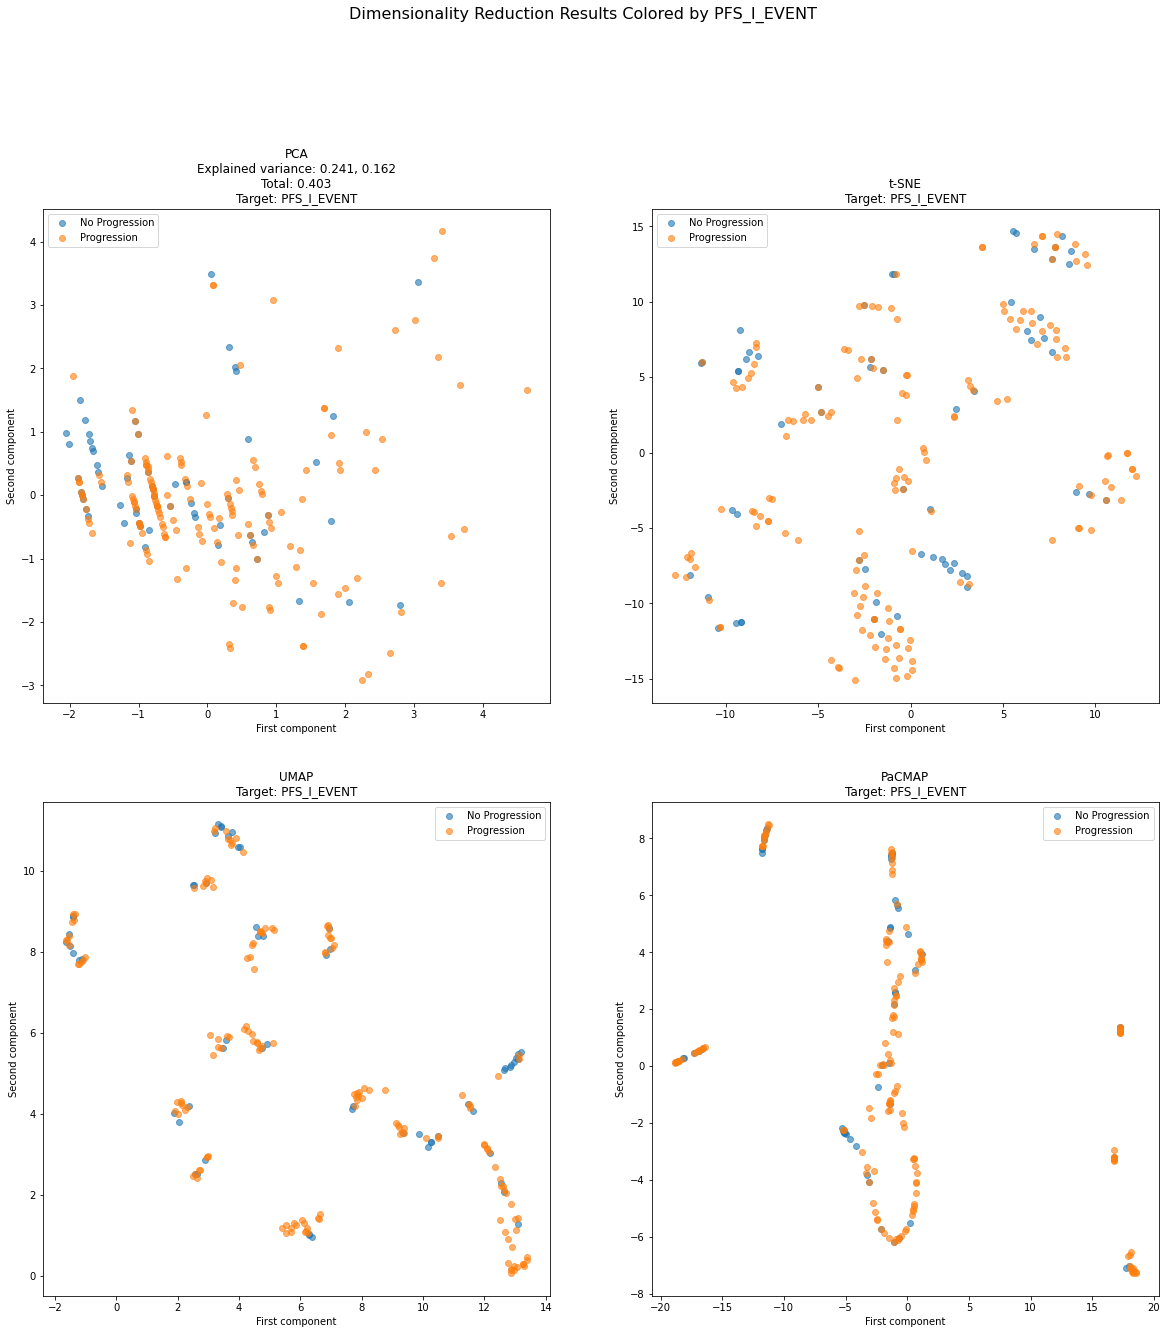 Dimensionality Reduction Results Colored by PFS_I_EVENT
PCA
Explained variance: 0.241, 0.162
Total: 0.403
Target: PFS_I_EVENT
No Progression
Progression
4
3
2
1
0
−1
−2
−3
Second component
−2
−1
0
1
2
3
4
First component
t-SNE
Target: PFS_I_EVENT
No Progression
Progression
15
10
5
0
−5
−10
−15
Second component
−10
−5
0
5
10
First component
UMAP
Target: PFS_I_EVENT
No Progression
Progression
10
8
6
4
2
0
Second component
−2
0
2
4
6
8
10
12
14
First component
PaCMAP
Target: PFS_I_EVENT
No Progression
Progression
8
6
4
2
0
−2
−4
−6
−8
Second component
−20
−15
−10
−5
0
5
10
15
20
First component